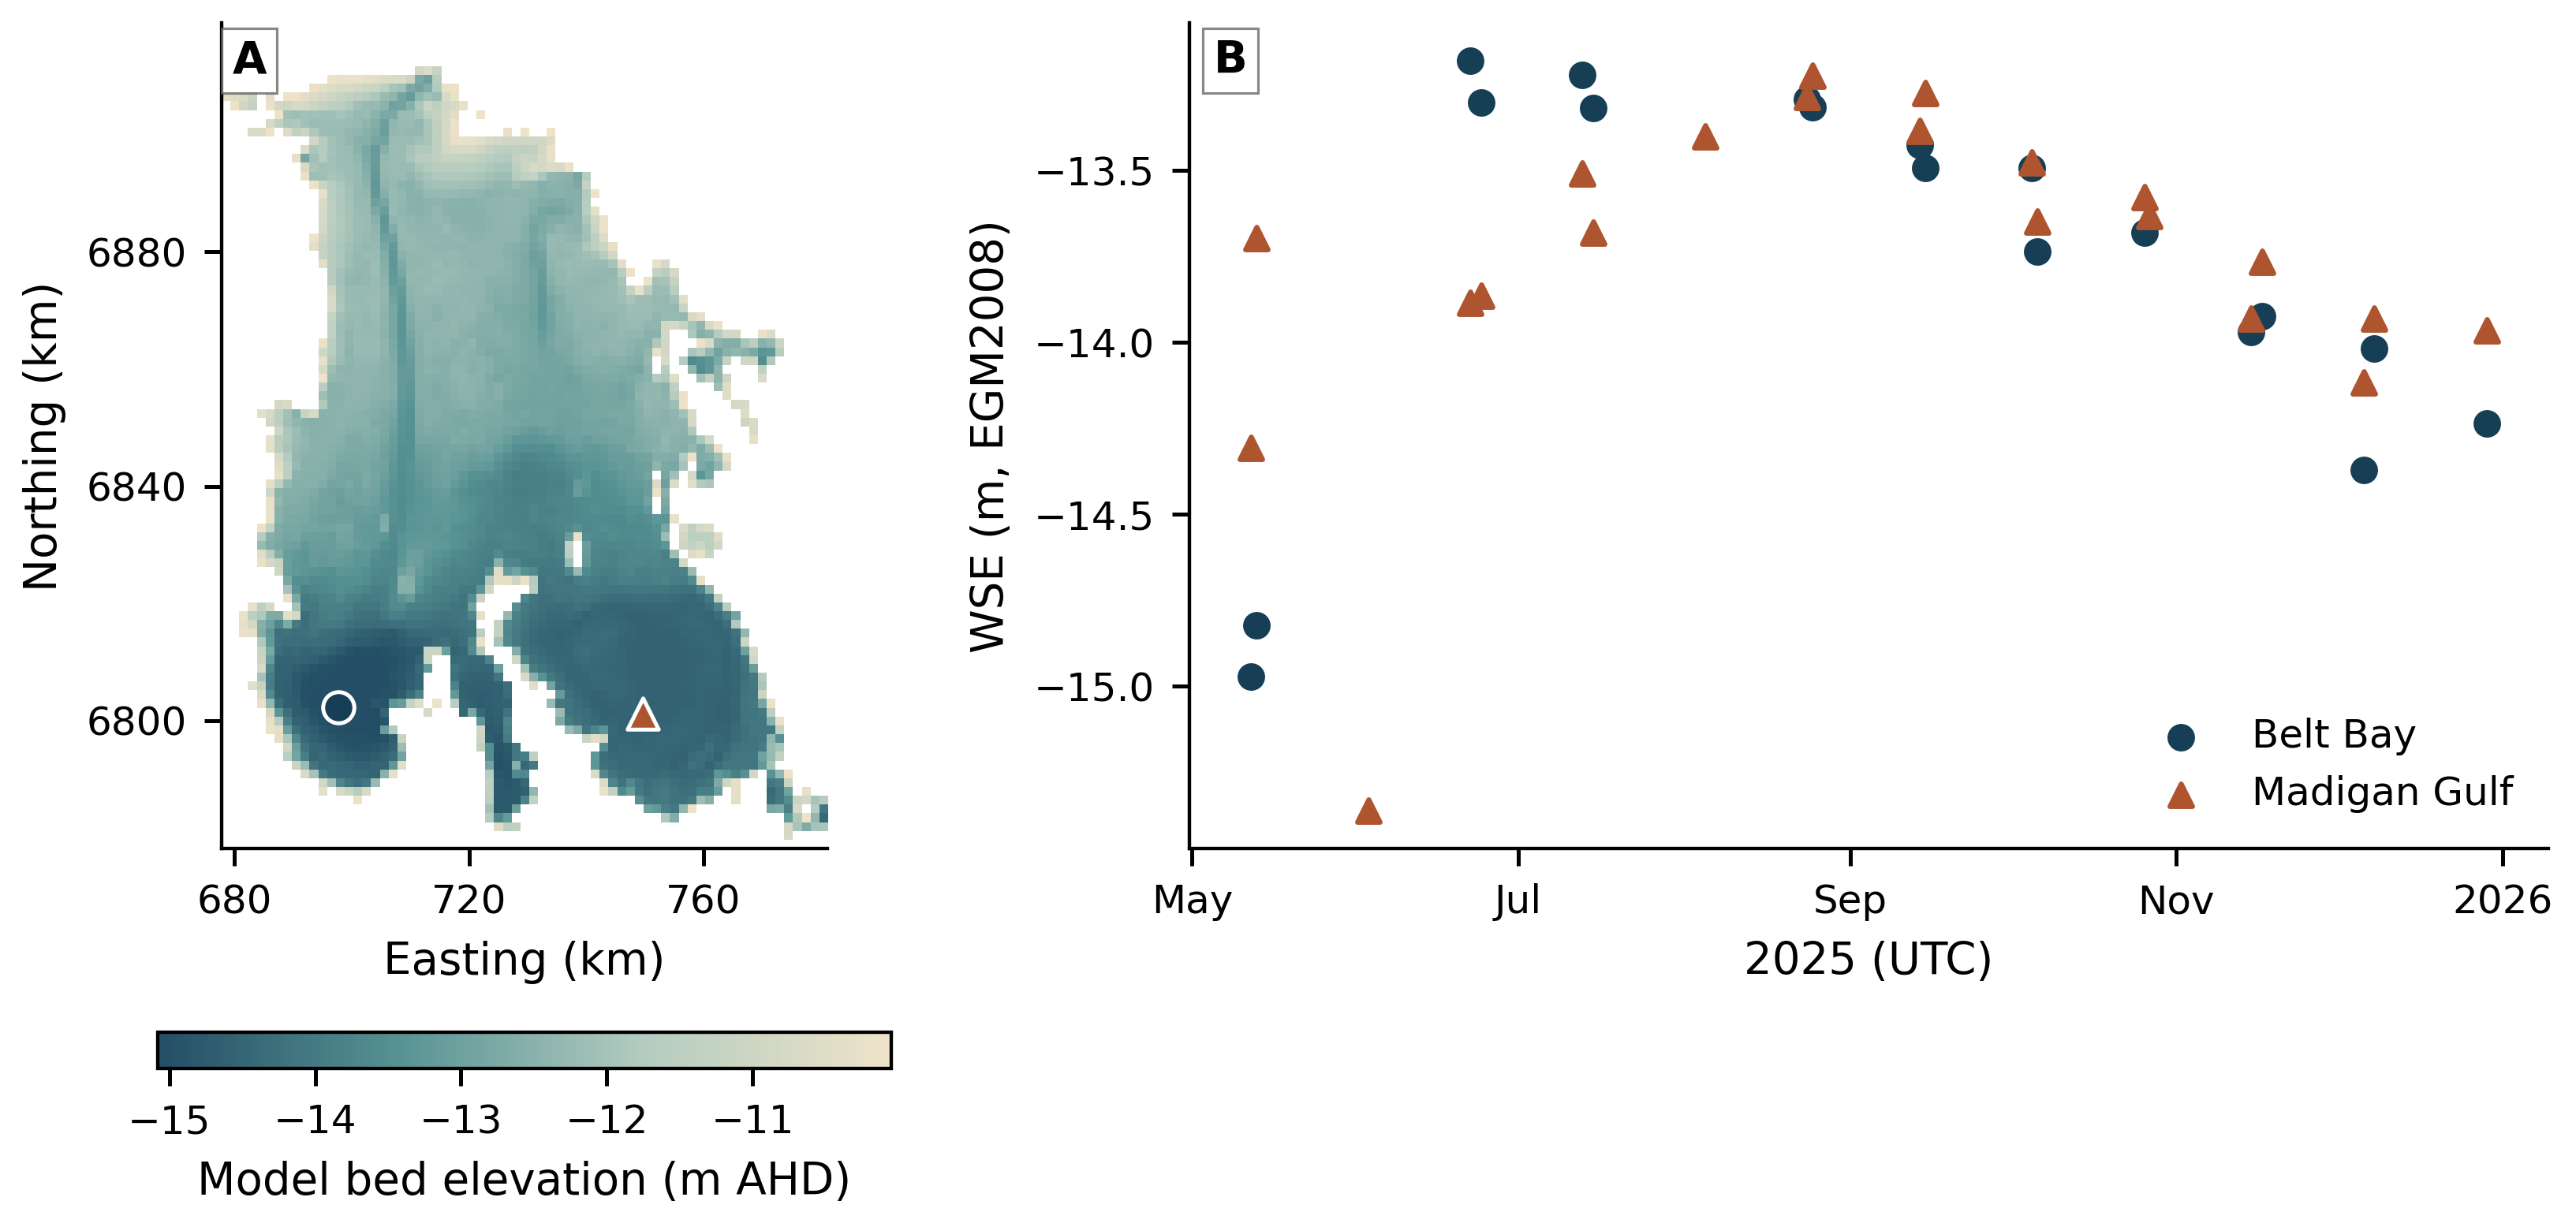 A
6880
6840
6800
Northing (km)
680 720 760
Easting (km)
−15 −14 −13 −12 −11
Model bed elevation (m AHD)
B
−13.5
−14.0
−14.5
−15.0
WSE (m, EGM2008)
Belt Bay
Madigan Gulf
May Jul Sep Nov 2026
2025 (UTC)